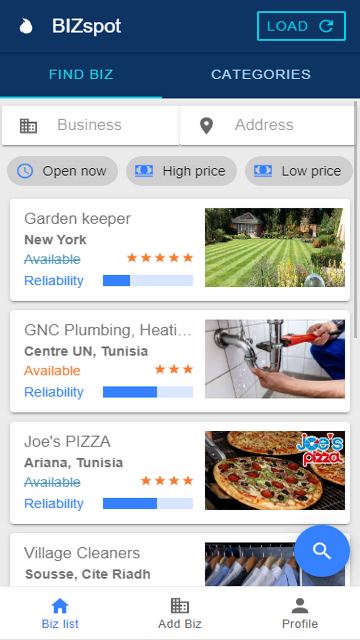 BIZspot
LOAD
FIND BIZ
CATEGORIES
Business
Address
Open now
High price
Low price
Garden keeper
New York
Available
Reliability
GNC Plumbing, Heati...
Centre UN, Tunisia
Available
Reliability
Joe's PIZZA
Ariana, Tunisia
Available
Reliability
Joe's
pizza
Village Cleaners
Sousse, Cite Riadh
Biz list
Add Biz
Profile